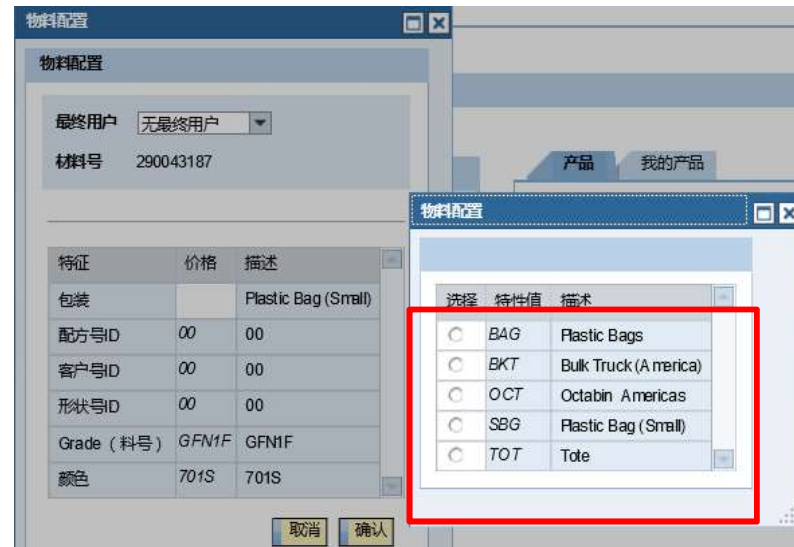 物料配置
物料配置
最终用户 无最终用户
材料号 290043187
产品 我的产品
特征 价格 描述
包装 Plastic Bag (Small)
配方号ID 00 00
客户号ID 00 00
形状号ID 00 00
Grade (料号) GFN1F GFN1F
颜色 701S 701S
取消 确认
物料配置
选择 特性值 描术
BAG Plastic Bags
BKT Bulk Truck (America)
OCT Octabin Americas
SBG Plastic Bag (Small)
TOT Tote